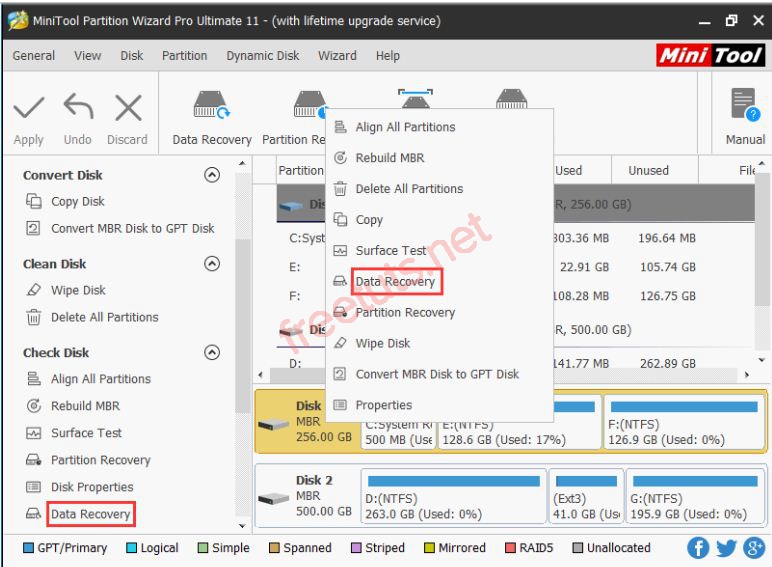 MiniTool Partition Wizard Pro Ultimate 11 - (with lifetime upgrade service)
General View Disk Partition Dynamic Disk Wizard Help
Mini Tool
Apply Undo Discard Data Recovery Partition Re Manual
Convert Disk
Copy Disk
Convert MBR Disk to GPT Disk
Clean Disk
Wipe Disk
Delete All Partitions
Check Disk
Align All Partitions
Rebuild MBR
Surface Test
Partition Recovery
Disk Properties
Data Recovery
Partition Used Unused File
Dis R, 256.00 GB)
C:Syst 303.36 MB 196.64 MB
E: 22.91 GB 105.74 GB
F: 108.28 MB 126.75 GB
Dis R, 500.00 GB)
D: 141.77 MB 262.89 GB
Align All Partitions
Rebuild MBR
Delete All Partitions
Copy
Surface Test
Data Recovery
Partition Recovery
Wipe Disk
Convert MBR Disk to GPT Disk
Properties
freetuts.net
Disk
MBR
256.00 GB
C:System R E:(NTFS) F:(NTFS)
500 MB (Use 128.6 GB (Used: 17%) 126.9 GB (Used: 0%)
Disk 2
MBR
500.00 GB
D:(NTFS) (Ext3) G:(NTFS)
263.0 GB (Used: 0%) 41.0 GB (Us 195.9 GB (Used: 0%)
GPT/Primary Logical Simple Spanned Striped Mirrored RAID5 Unallocated